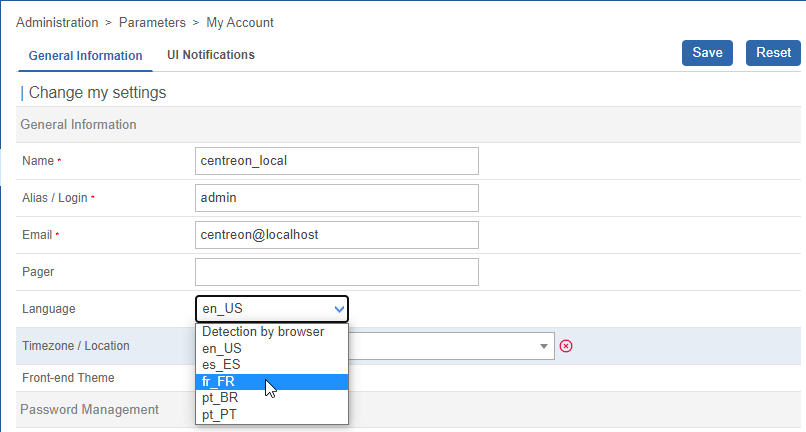 Administration > Parameters > My Account
General Information UI Notifications Save Reset
| Change my settings
General Information
Name * centreon_local
Alias / Login * admin
Email * centreon@localhost
Pager
Language en_US
Detection by browser
Timezone / Location
en_US
es_ES
Front-end Theme
fr_FR
pt_BR
Password Management
pt_PT